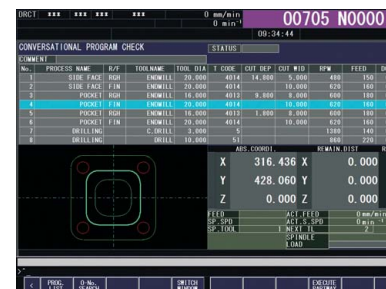 DRCT *** *** *** *** 0 mm/min 00705 N0000
0 min⁻¹
09:34:44
CONVERSATIONAL PROGRAM CHECK STATUS
COMMENT
No. PROCESS NAME R/F TOOLNAME TOOL DIA T CODE CUT DEP CUT WID RPM FEED
1 SIDE FACE RGH ENDMILL 20.000 4014 14.800 5.000 480 150
2 SIDE FACE FIN ENDMILL 20.000 4014 10.000 620 160
3 POCKET RGH ENDMILL 16.000 4013 9.800 8.000 600 180
4 POCKET FIN ENDMILL 20.000 4014 10.000 620 160
5 POCKET RGH ENDMILL 16.000 4013 1.800 8.000 600 180
6 POCKET FIN ENDMILL 20.000 4014 10.000 620 160
7 DRILLING C.DRILL 3.000 5 1380 140
8 DRILLING DRILL 10.000 51 860 220
ABS.COORDI. REMAIN.DIST
X 316.436 X 0.000
Y 428.060 Y 0.000
Z 0.000 Z 0.000
FEED ACT.FEED 0 mm/min
SP.SPD ACT.S.SPD 0 min⁻¹
SP.TOOL 1 NEXT TL 2
SPINDLE
LOAD
>
< PROG. LIST O-No. SEARCH SWITCH WINDOW EXECUTE